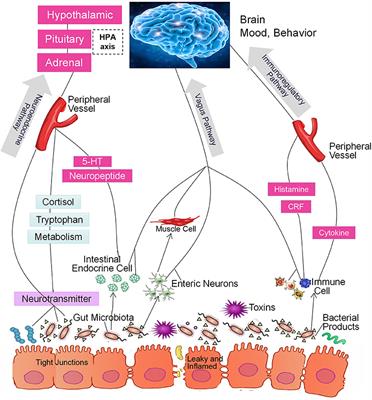 Hypothalamic
Pituitary
Adrenal
HPA
axis
Brain
Mood, Behavior
Neuroendocrine
Pathway
Vagus Pathway
Immunoregulatory
Pathway
Peripheral
Vessel
Peripheral
Vessel
5-HT
Neuropeptide
Histamine
CRF
Cytokine
Cortisol
Tryptophan
Metabolism
Muscle Cell
Intestinal
Endocrine Cell
Enteric Neurons
Immune
Cell
Neurotransmitter
Toxins
Gut Microbiota
Bacterial
Products
Tight Junctions
Leaky and
Inflamed